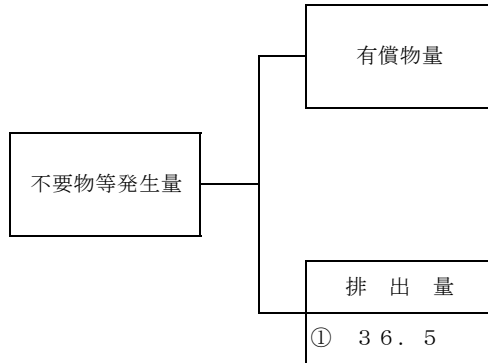 有償物量
不要物等発生量
排　出　量
①　３６．５